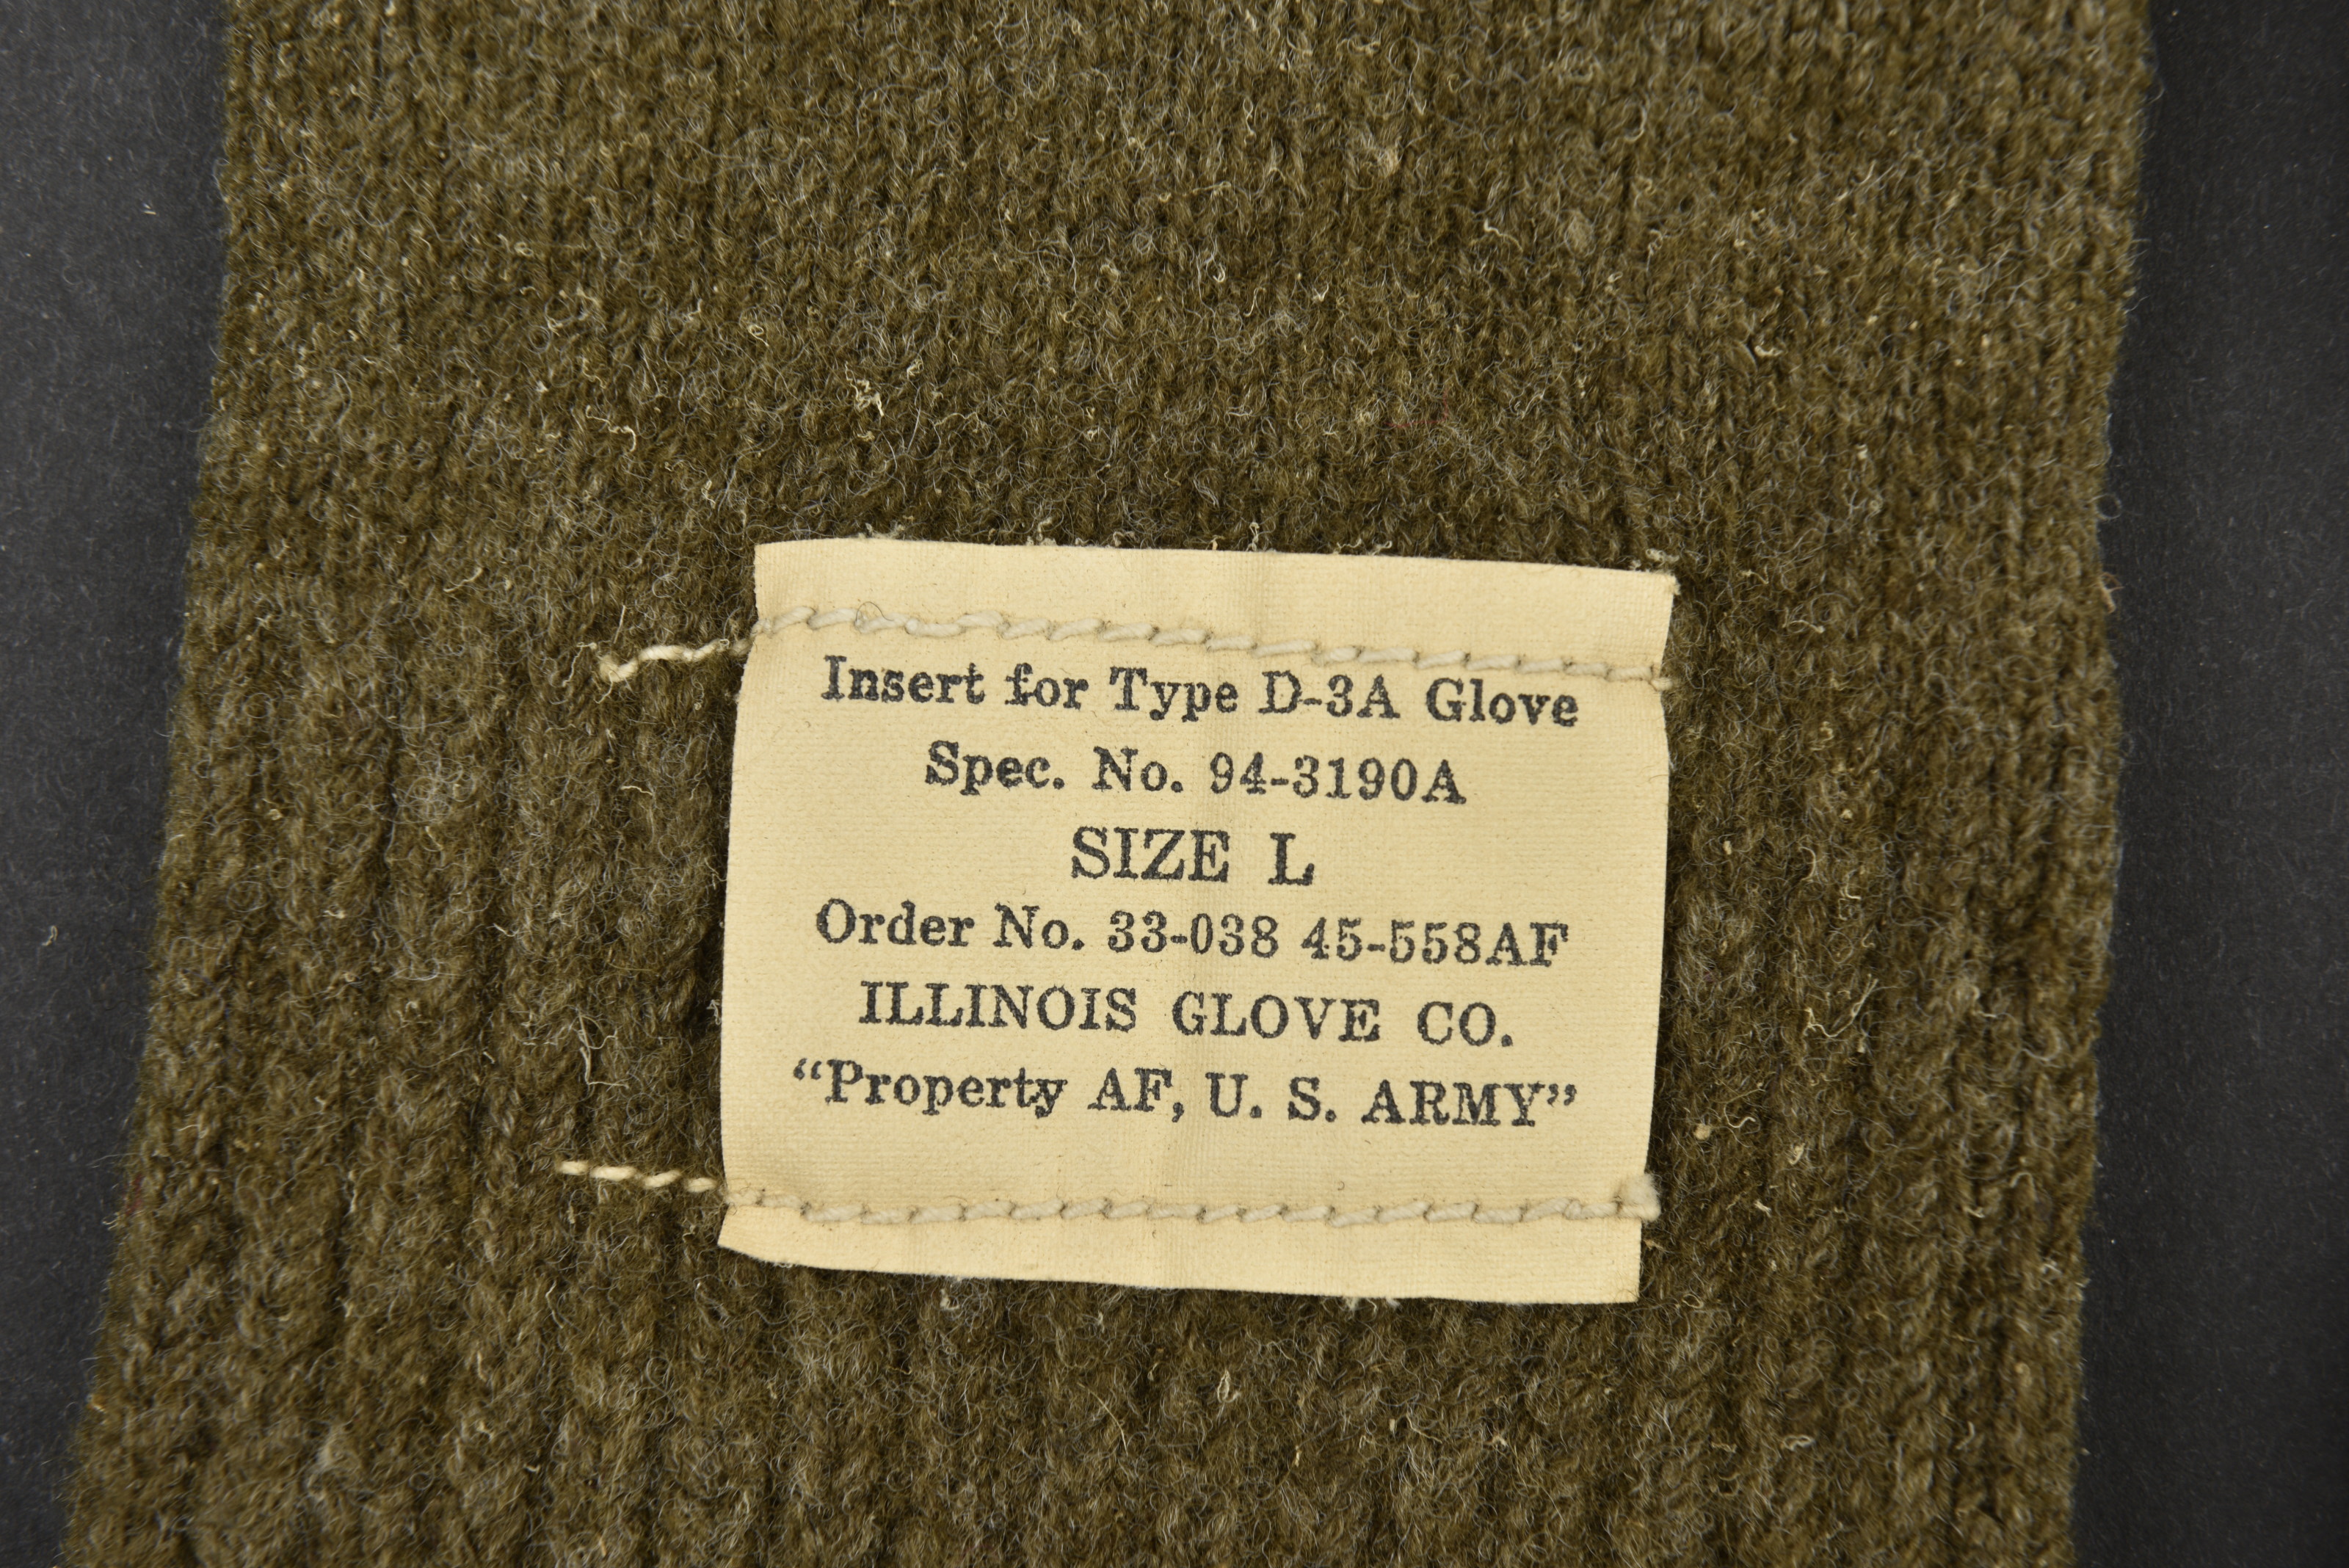 Insert for Type D-3A Glove
Spec. No. 94-3190A
SIZE L
Order No. 33-038 45-558AF
ILLINOIS GLOVE CO.
“Property AF, U. S. ARMY”